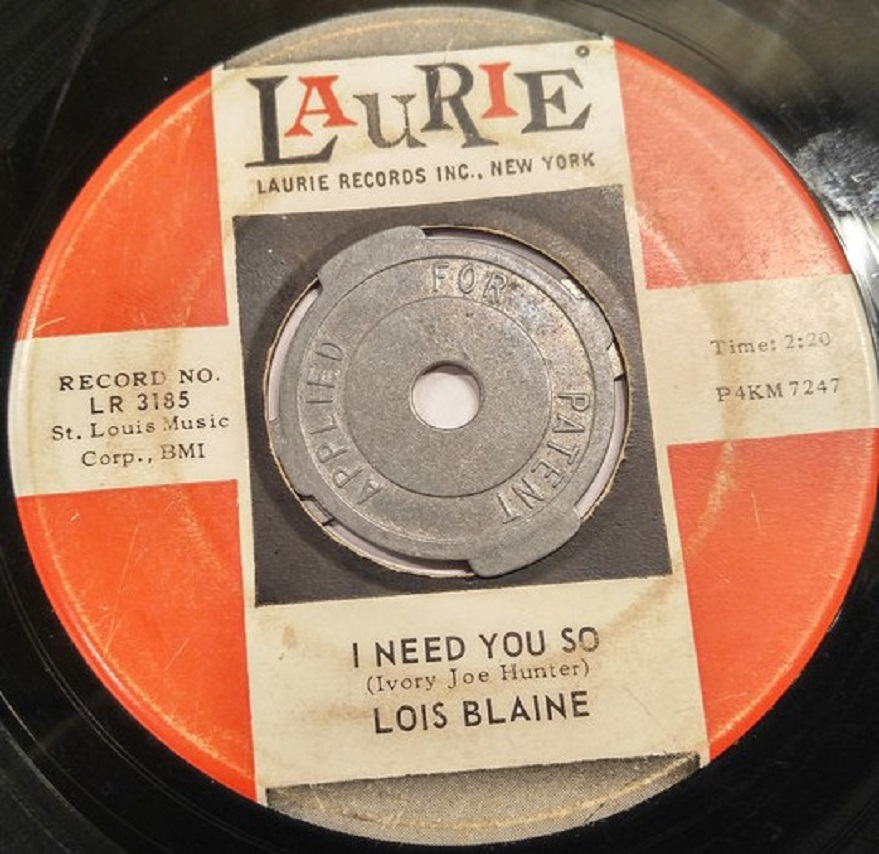 LAURIE
LAURIE RECORDS INC., NEW YORK
APPLIED FOR PATENT
RECORD NO.
LR 3185
St. Louis Music
Corp., BMI
Time: 2:20
P4KM 7247
I NEED YOU SO
(Ivory Joe Hunter)
LOIS BLAINE